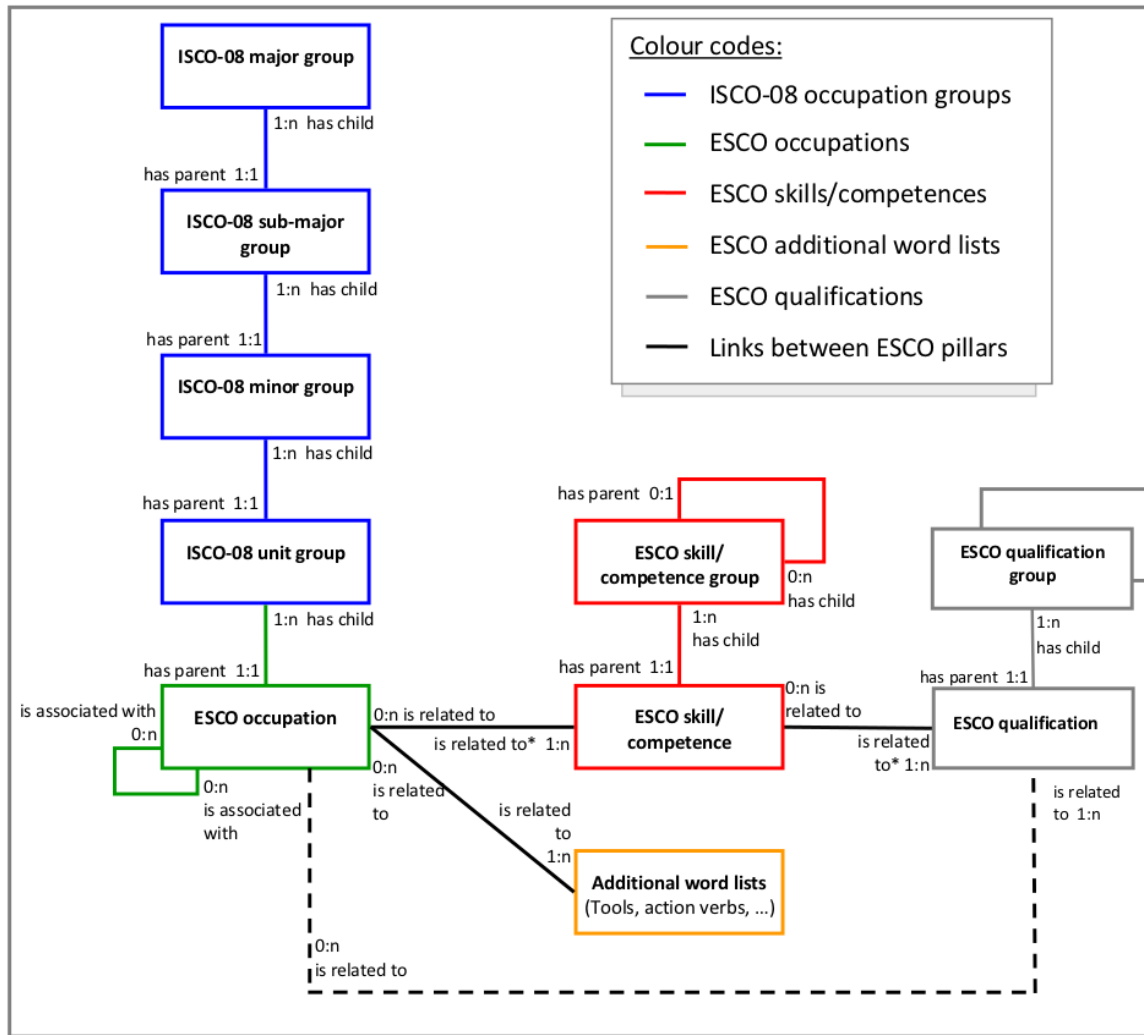 ISCO-08 major group
1:n has child
has parent 1:1
ISCO-08 sub-major
group
1:n has child
has parent 1:1
ISCO-08 minor group
1:n has child
has parent 1:1
ISCO-08 unit group
1:n has child
has parent 1:1
ESCO occupation
is associated with
0:n
0:n
is associated
with
Colour codes:
ISCO-08 occupation groups
ESCO occupations
ESCO skills/competences
ESCO additional word lists
ESCO qualifications
Links between ESCO pillars
has parent 0:1
ESCO skill/
competence group
0:n
has child
1:n
has child
has parent 1:1
ESCO skill/
competence
0:n is related to
is related to* 1:n
0:n
is related
to
is related
to
1:n
Additional word lists
(Tools, action verbs, ...)
ESCO qualification
group
1:n
has child
has parent 1:1
ESCO qualification
0:n is
related to
is related
to* 1:n
is related
to 1:n
0:n
is related to